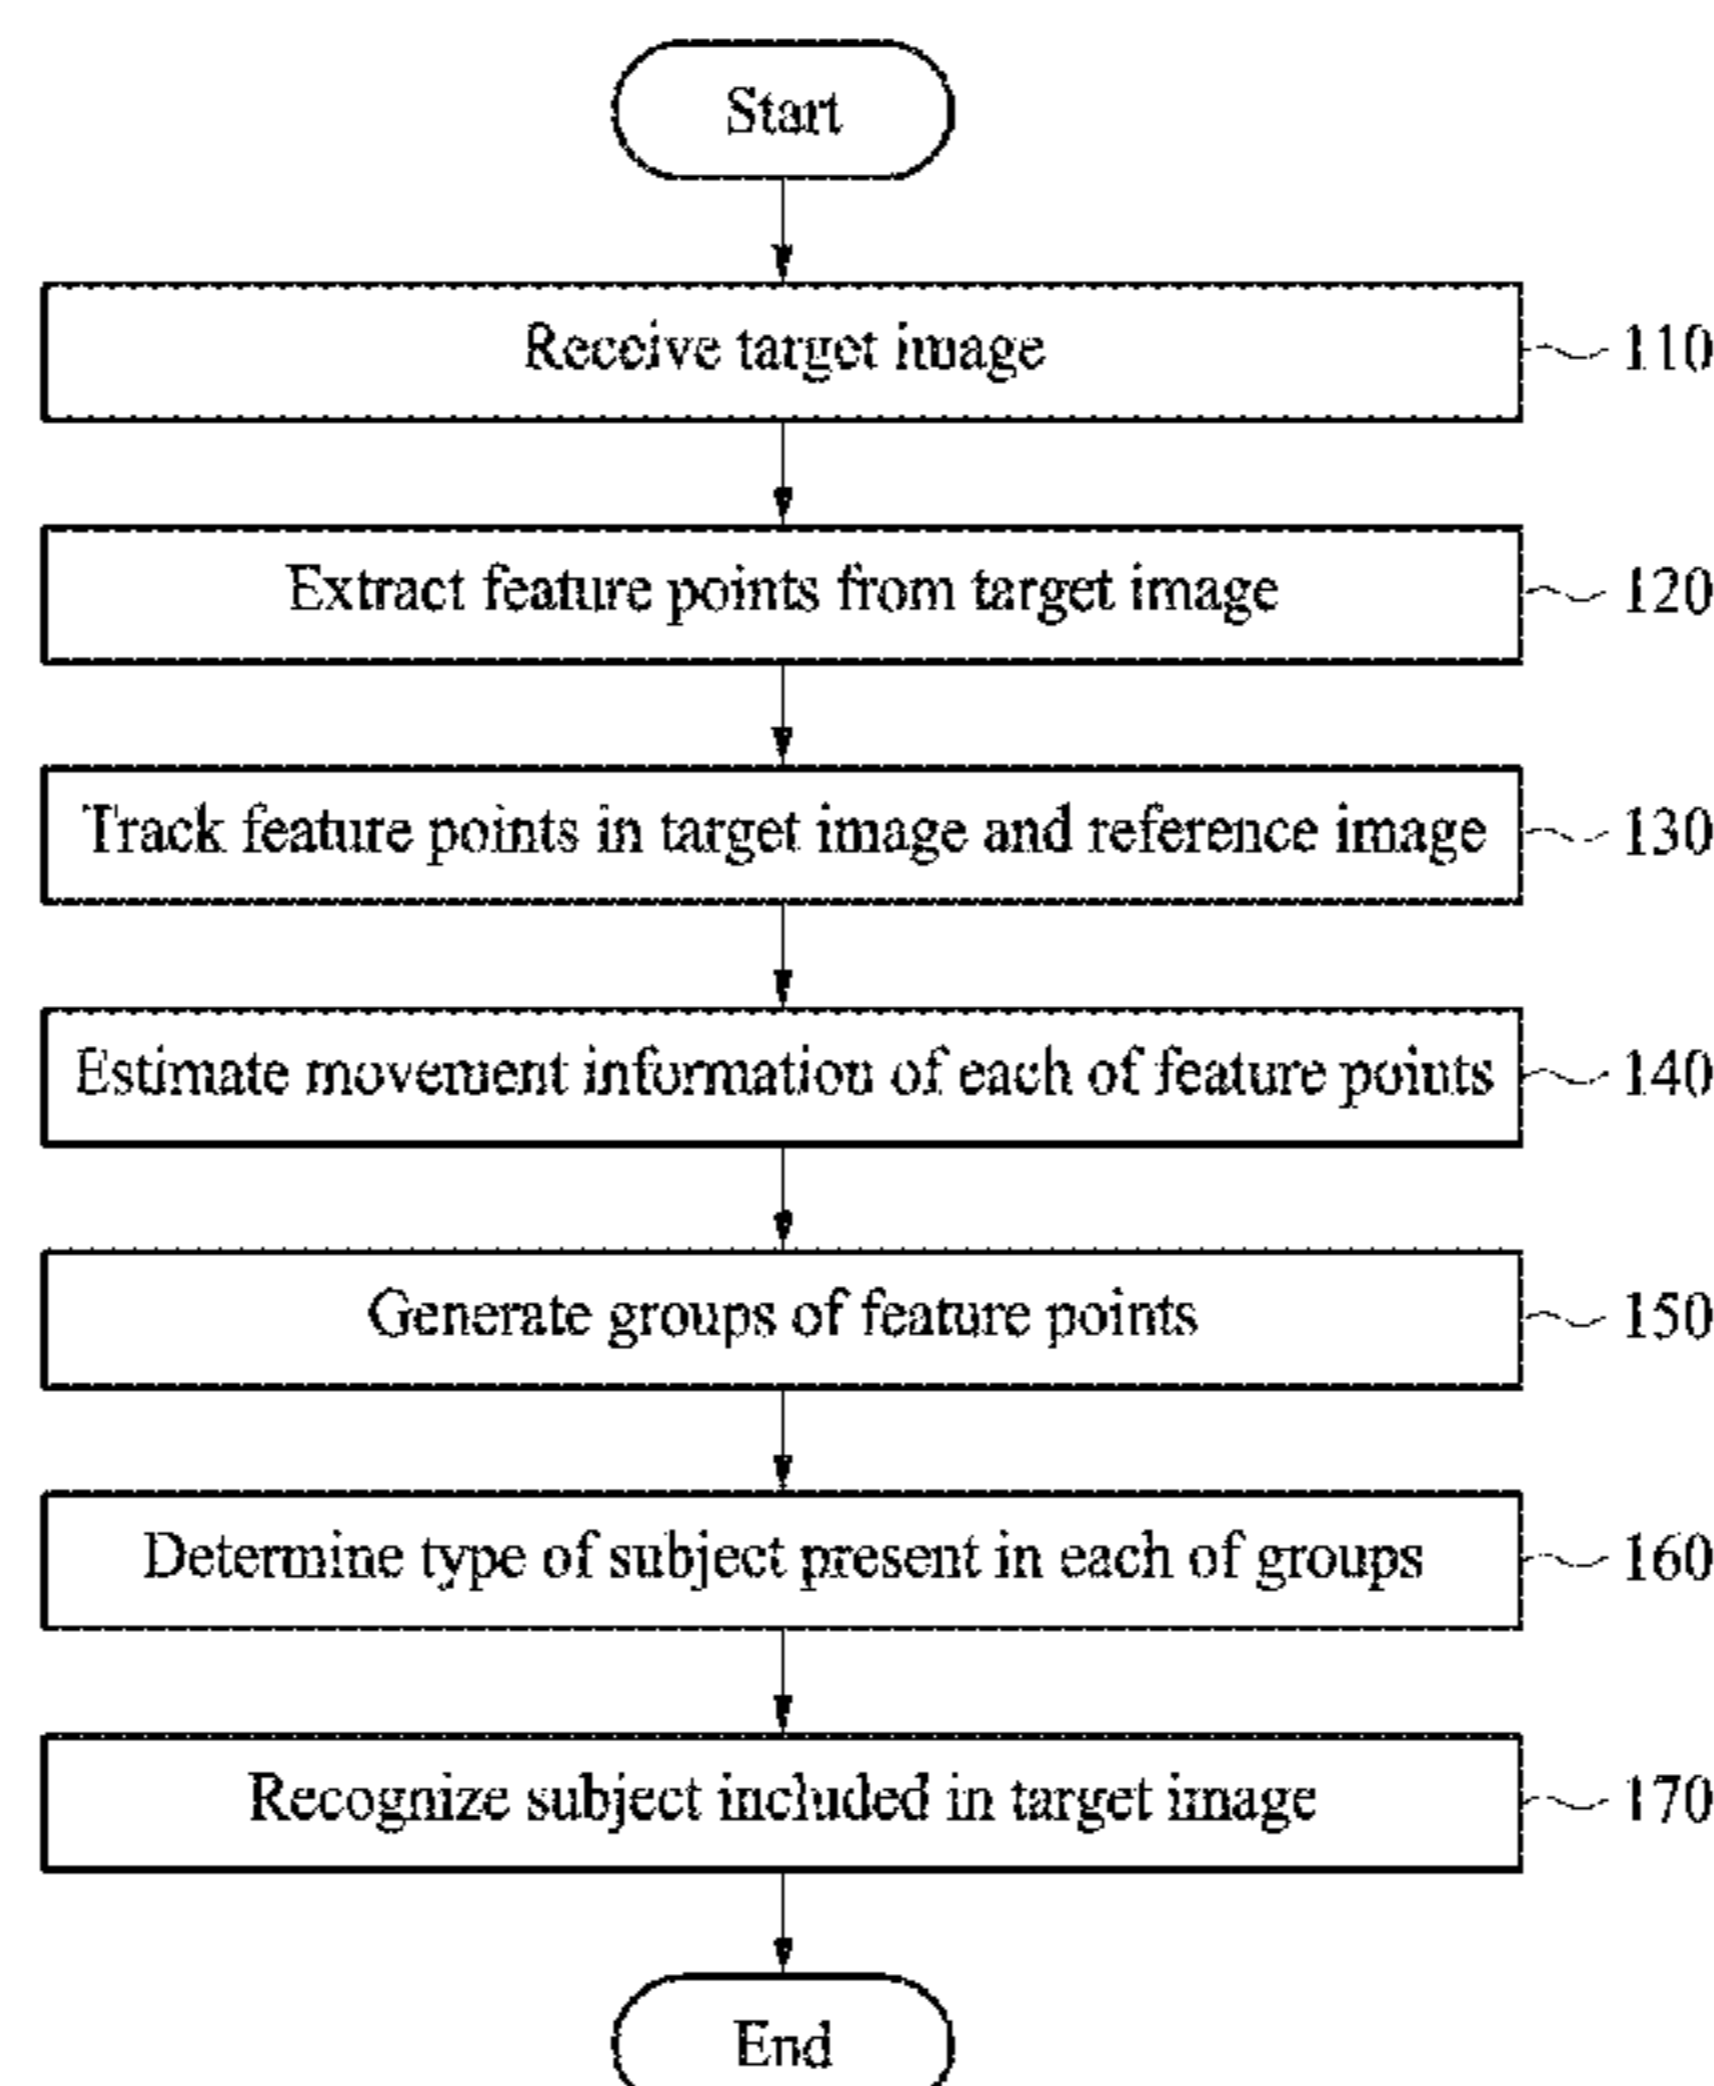 Start
Receive target image 110
Extract feature points from target image 120
Track feature points in target image and reference image 130
Estimate movement information of each of feature points 140
Generate groups of feature points 150
Determine type of subject present in each of groups 160
Recognize subject included in target image 170
End